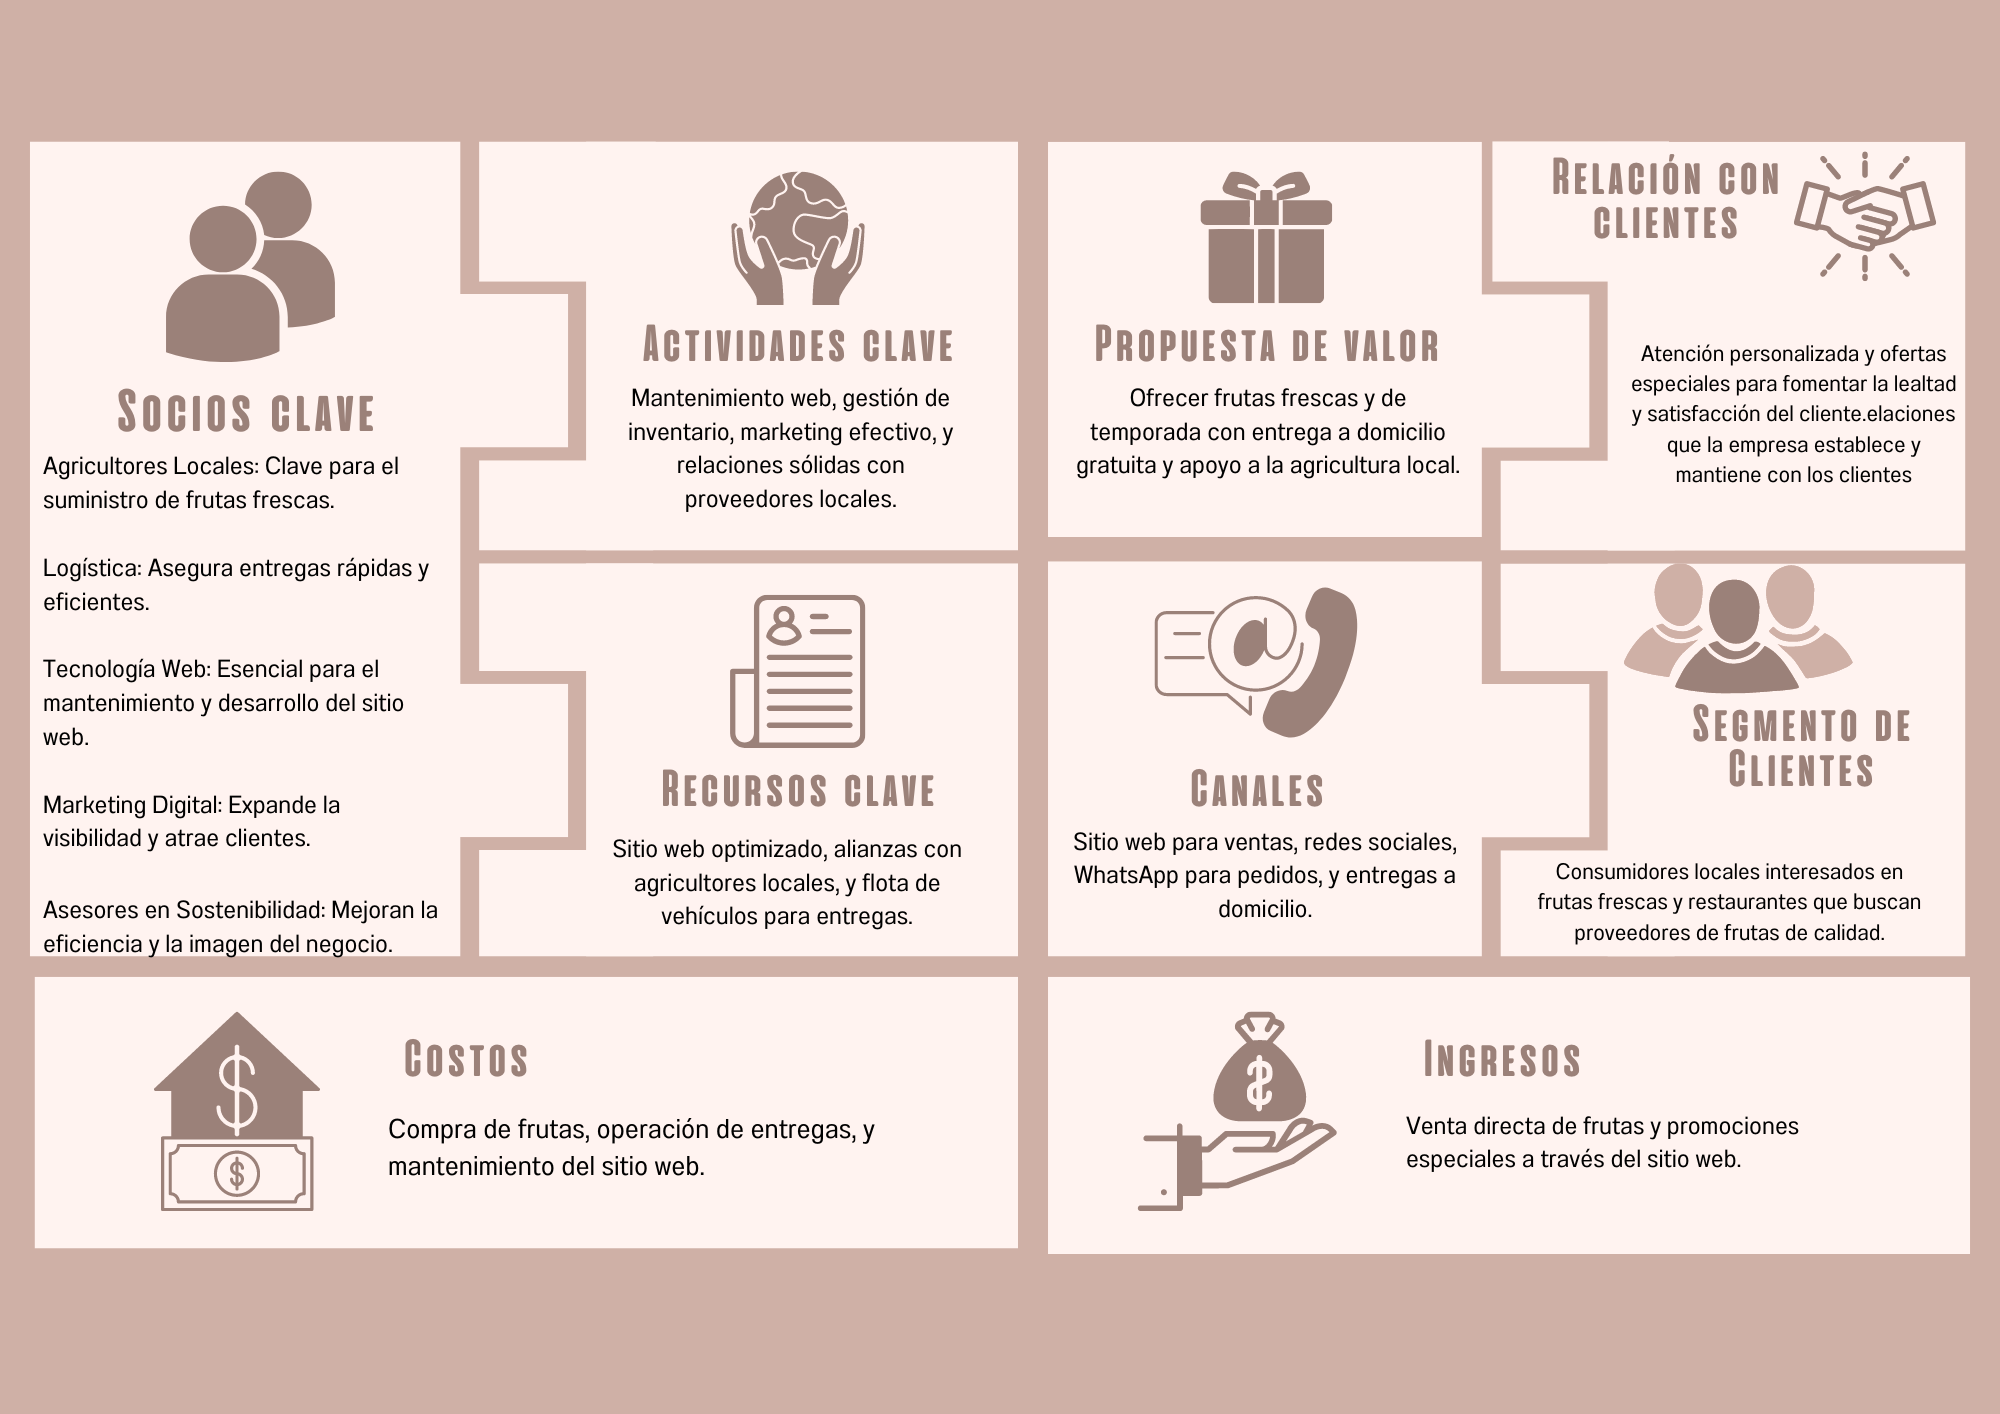 Socios clave
Agricultores Locales: Clave para el
suministro de frutas frescas.
Logística: Asegura entregas rápidas y
eficientes.
Tecnología Web: Esencial para el
mantenimiento y desarrollo del sitio
web.
Marketing Digital: Expande la
visibilidad y atrae clientes.
Asesores en Sostenibilidad: Mejoran la
eficiencia y la imagen del negocio.
Actividades clave
Mantenimiento web, gestión de
inventario, marketing efectivo, y
relaciones sólidas con
proveedores locales.
Recursos clave
Sitio web optimizado, alianzas con
agricultores locales, y flota de
vehículos para entregas.
Propuesta de valor
Ofrecer frutas frescas y de
temporada con entrega a domicilio
gratuita y apoyo a la agricultura local.
@
Canales
Sitio web para ventas, redes sociales,
WhatsApp para pedidos, y entregas a
domicilio.
Relación con
clientes
Atención personalizada y ofertas
especiales para fomentar la lealtad
y satisfacción del cliente.elaciones
que la empresa establece y
mantiene con los clientes
Segmento de
Clientes
Consumidores locales interesados en
frutas frescas y restaurantes que buscan
proveedores de frutas de calidad.
$
$
Costos
Compra de frutas, operación de entregas, y
mantenimiento del sitio web.
$
Ingresos
Venta directa de frutas y promociones
especiales a través del sitio web.